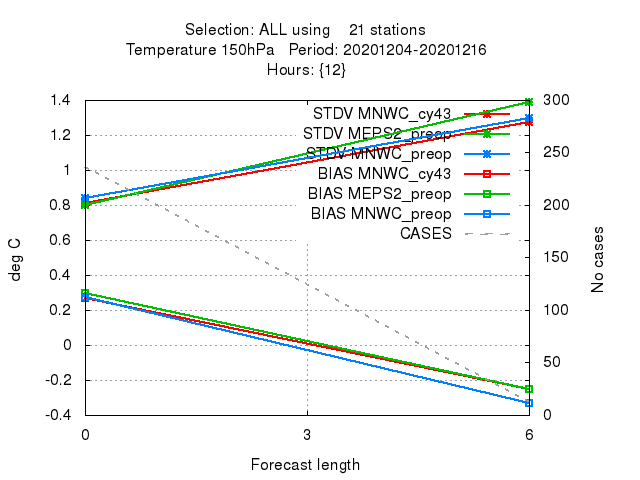 Selection: ALL using    21 stations
Temperature 150hPa   Period: 20201204-20201216
Hours: {12}
1.4
1.2
1
0.8
0.6
0.4
0.2
0
-0.2
-0.4
deg C
STDV MNWC_cy43
STDV MEPS2_preop
STDV MNWC_preop
BIAS MNWC_cy43
BIAS MEPS2_preop
BIAS MNWC_preop
CASES
300
250
200
150
100
50
0
No cases
0 3 6
Forecast length